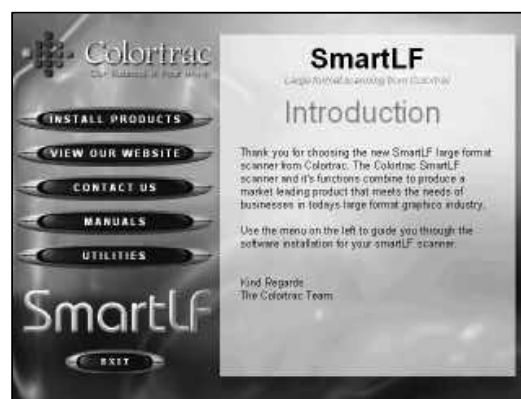 Colortrac
INSTALL PRODUCTS
VIEW OUR WEBSITE
CONTACT US
MANUALS
UTILITIES
SmartLF
EXIT
SmartLF
Large format scanning from Colortrac
Introduction
Thank you for choosing the new SmartLF large format
scanner from Colortrac. The Colortrac SmartLF
scanner and it's functions combine to produce a
market leading product that meets the needs of
businesses in todays large format graphics industry.
Use the menu on the left to guide you through the
software installation for your smartLF scanner.
Kind Regards
The Colortrac Team